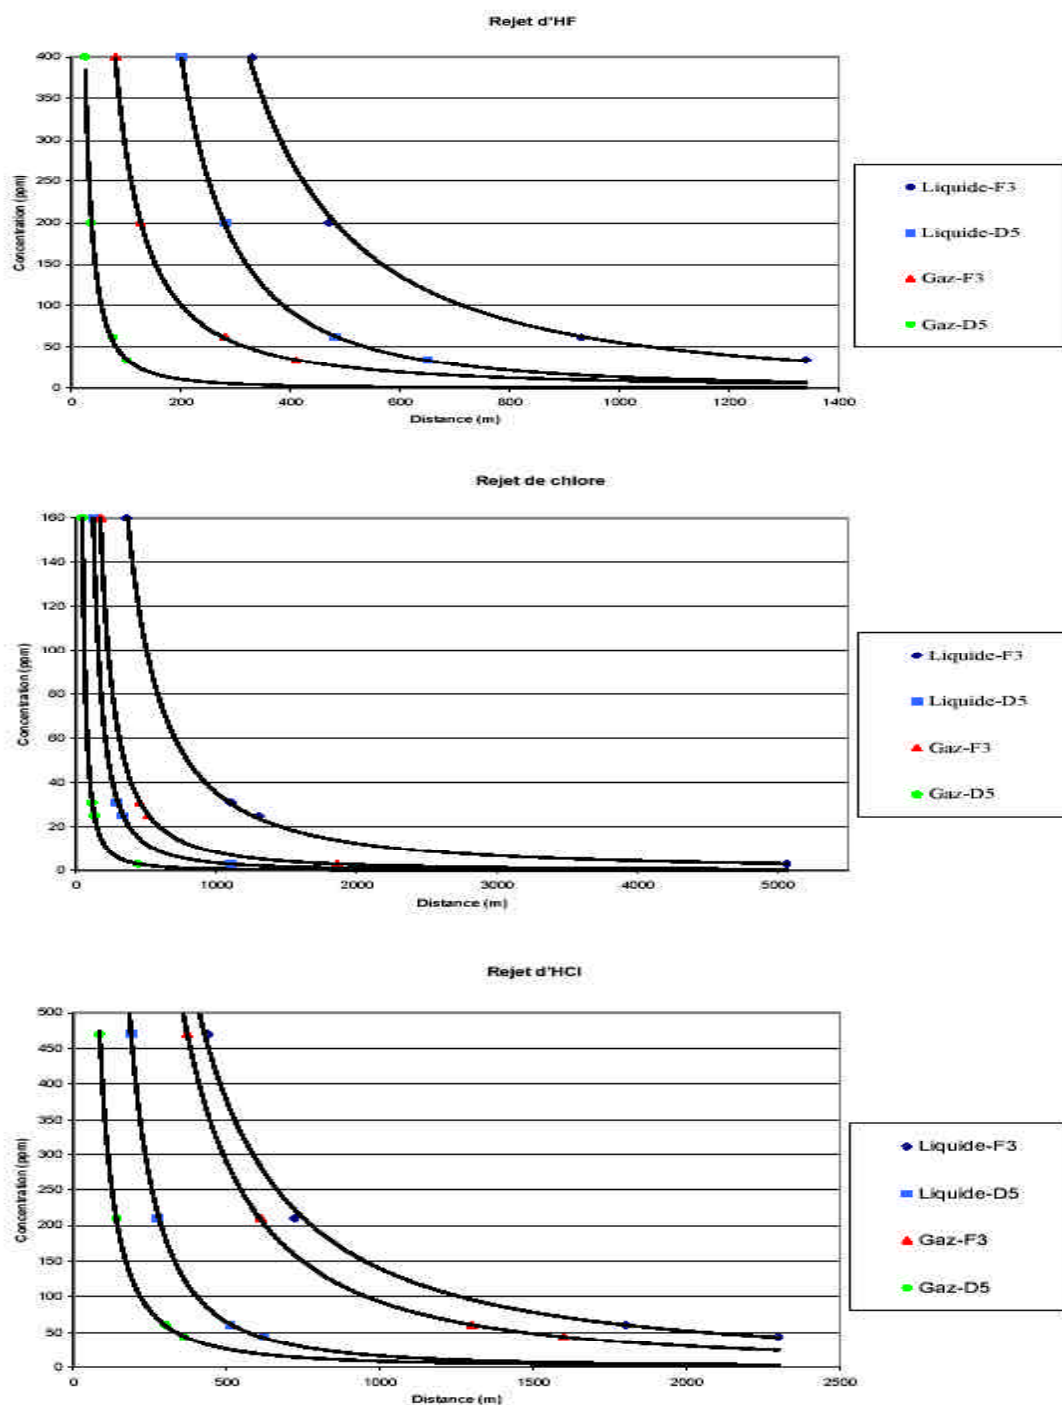 Rejet d'HF
400
350
300
250
200
150
100
50
0
Concentration (ppm)
0 200 400 600 800 1000 1200 1400
Distance (m)
Liquide-F3
Liquide-D5
Gaz-F3
Gaz-D5
Rejet de chlore
160
140
120
100
80
60
40
20
0
Concentration (ppm)
0 1000 2000 3000 4000 5000
Distance (m)
Liquide-F3
Liquide-D5
Gaz-F3
Gaz-D5
Rejet d'HCl
500
450
400
350
300
250
200
150
100
50
0
Concentration (ppm)
0 500 1000 1500 2000 2500
Distance (m)
Liquide-F3
Liquide-D5
Gaz-F3
Gaz-D5